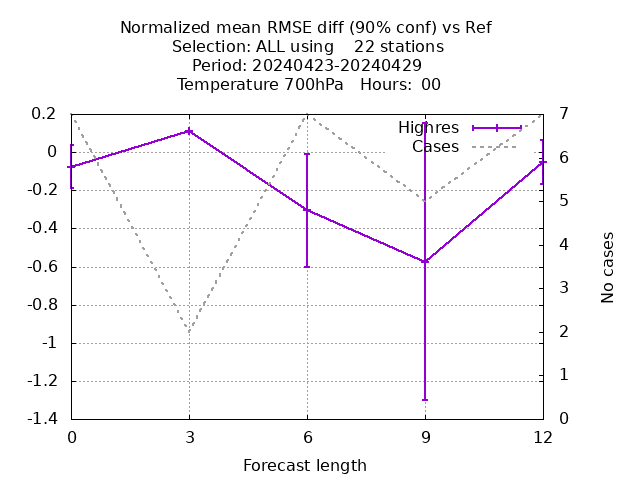 Normalized mean RMSE diff (90% conf) vs Ref
Selection: ALL using    22 stations
Period: 20240423-20240429
Temperature 700hPa   Hours:  00
Highres
Cases
0.2
0
-0.2
-0.4
-0.6
-0.8
-1
-1.2
-1.4
7
6
5
4
3
2
1
0
No cases
0 3 6 9 12
Forecast length